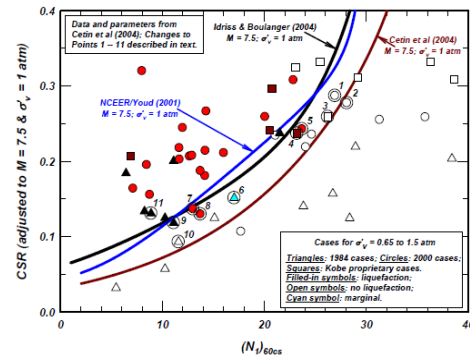 Data and parameters from
Cetin et al (2004); Changes to
Points 1 – 11 described in text.
Idriss & Boulanger (2004)
M = 7.5; σ'v = 1 atm
Cetin et al (2004)
M = 7.5; σ'v = 1 atm
NCEER/Youd (2001)
M = 7.5; σ'v = 1 atm
CSR (adjusted to M = 7.5 & σ'v = 1 atm)
0.4
0.3
0.2
0.1
0.0
1
2
3
4
5
6
7
8
9
10
11
Cases for σ'v = 0.65 to 1.5 atm
Triangles: 1984 cases; Circles: 2000 cases;
Squares: Kobe proprietary cases.
Filled-in symbols: liquefaction;
Open symbols: no liquefaction;
Cyan symbol: marginal.
0 10 20 30 40
(N1)60cs